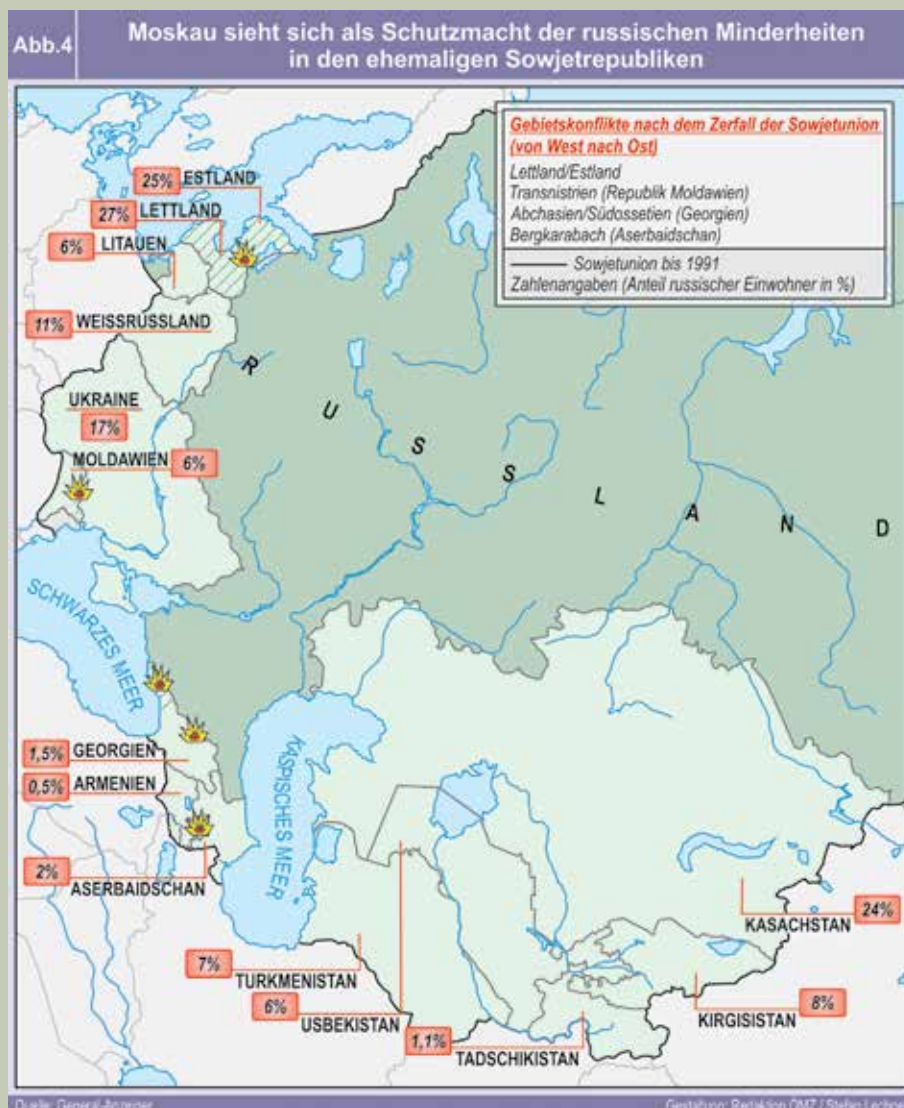 Abb.4
Moskau sieht sich als Schutzmacht der russischen Minderheiten
in den ehemaligen Sowjetrepubliken
Gebietskonflikte nach dem Zerfall der Sowjetunion
(von West nach Ost)
Lettland/Estland
Transnistrien (Republik Moldawien)
Abchasien/Südossetien (Georgien)
Bergkarabach (Aserbaidschan)
Sowjetunion bis 1991
Zahlenangaben (Anteil russischer Einwohner in %)
25% ESTLAND
27% LETTLAND
6% LITAUEN
11% WEISSRUSSLAND
UKRAINE
17%
MOLDAWIEN 6%
RUSSLAND
SCHWARZES MEER
KASPISCHES MEER
1,5% GEORGIEN
0,5% ARMENIEN
2%
ASERBAIDSCHAN
KASACHSTAN 24%
7%
TURKMENISTAN
6%
USBEKISTAN
8%
KIRGISISTAN
1,1%
TADSCHIKISTAN
Quelle: General-Anzeiger
Gestaltung: Redaktion ÖMZ / Stefan Lechner